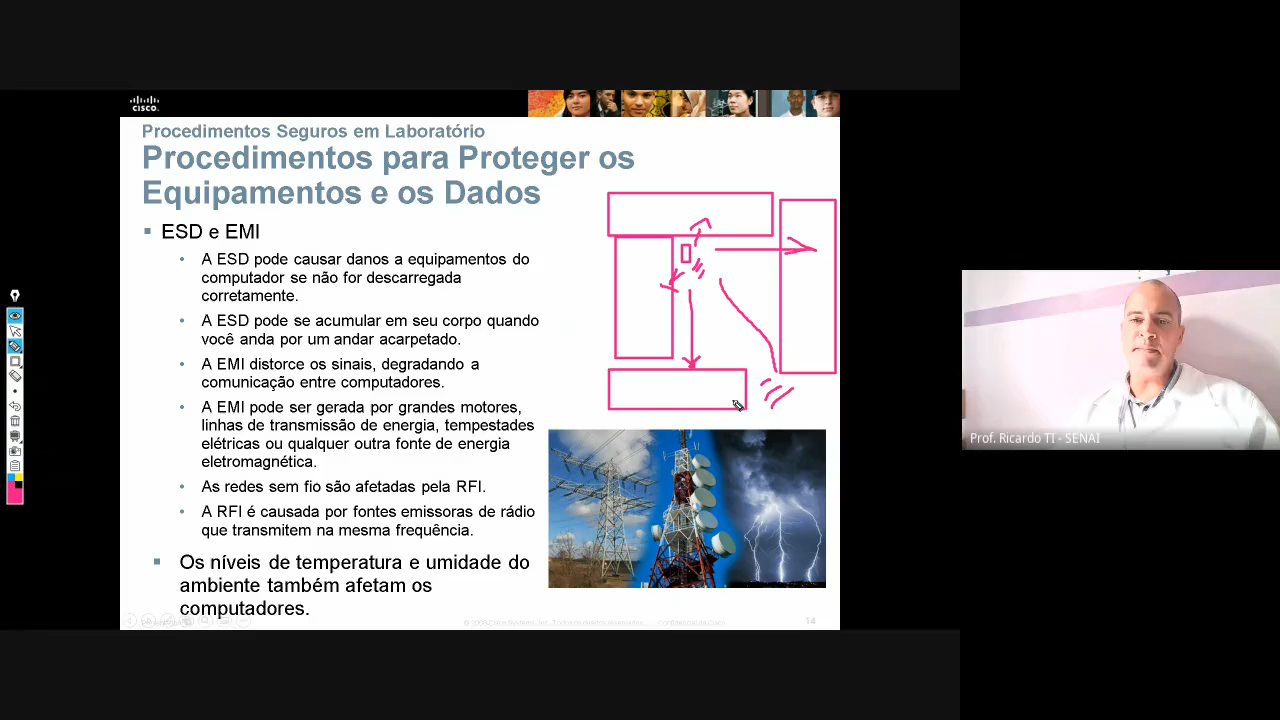 CISCO.
Procedimentos Seguros em Laboratório
Procedimentos para Proteger os
Equipamentos e os Dados
ESD e EMI
A ESD pode causar danos a equipamentos do
computador se não for descarregada
corretamente.
A ESD pode se acumular em seu corpo quando
você anda por um andar acarpetado.
A EMI distorce os sinais, degradando a
comunicação entre computadores.
A EMI pode ser gerada por grandes motores,
linhas de transmissão de energia, tempestades
elétricas ou qualquer outra fonte de energia
eletromagnética.
As redes sem fio são afetadas pela RFI.
A RFI é causada por fontes emissoras de rádio
que transmitem na mesma frequência.
Os níveis de temperatura e umidade do
ambiente também afetam os
computadores.
14
Prof. Ricardo TI - SENAI